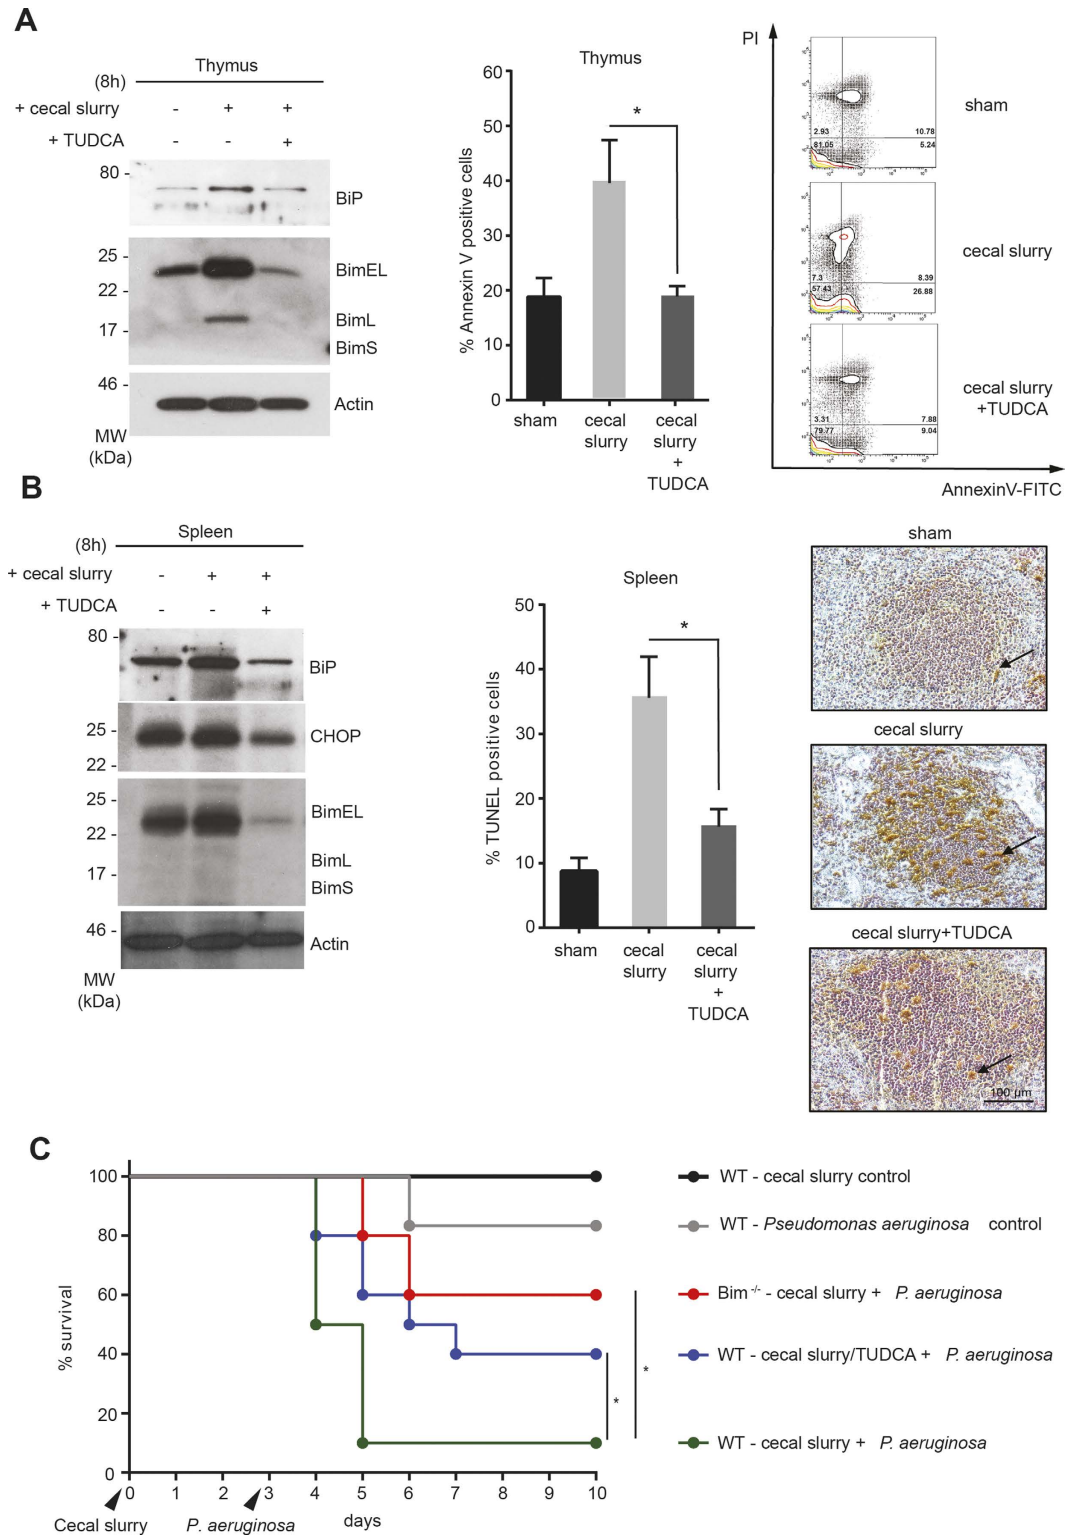 A
Thymus
(8h)
+ cecal slurry - + +
+ TUDCA - - +
80 -
BiP
25 -
BimEL
22 -
BimL
17 -
BimS
46 -
Actin
MW
(kDa)
Thymus
% Annexin V positive cells
60
50
40
30
20
10
0
*
sham
cecal
slurry
cecal
slurry
+
TUDCA
PI
2.93 10.78
81.05 5.24
sham
7.3 8.39
57.43 26.88
cecal slurry
3.31 7.88
79.77 9.04
cecal slurry
+TUDCA
AnnexinV-FITC
B
Spleen
(8h)
+ cecal slurry - + +
+ TUDCA - - +
80 -
BiP
25 -
CHOP
22 -
25 -
BimEL
22 -
BimL
17 -
BimS
46 -
Actin
MW
(kDa)
Spleen
% TUNEL positive cells
50
40
30
20
10
0
*
sham
cecal
slurry
cecal
slurry
+
TUDCA
sham
cecal slurry
cecal slurry+TUDCA
100 µm
C
% survival
100
80
60
40
20
0
0 1 2 3 4 5 6 7 8 9 10
days
Cecal slurry
P. aeruginosa
*
*
WT - cecal slurry control
WT - Pseudomonas aeruginosa control
Bim -/- - cecal slurry + P. aeruginosa
WT - cecal slurry/TUDCA + P. aeruginosa
WT - cecal slurry + P. aeruginosa